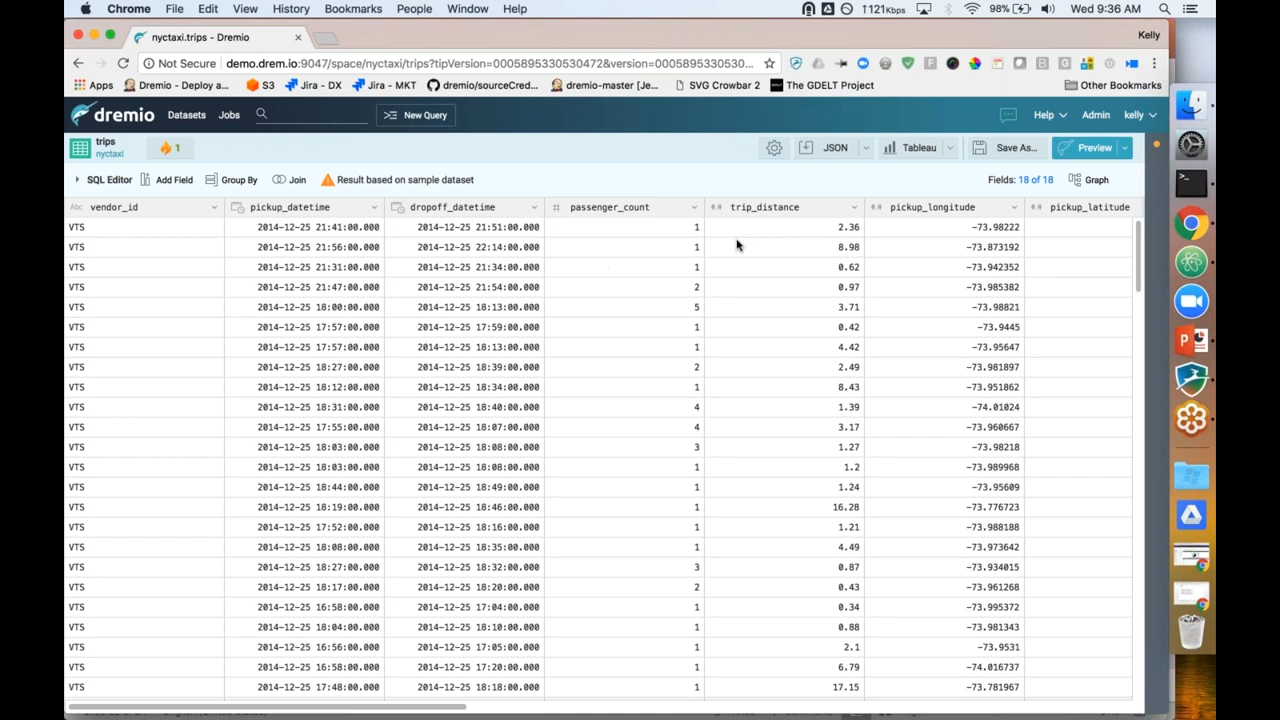 Chrome File Edit View History Bookmarks People Window Help ↑121Kbps 98% Wed 9:36 AM
nyctaxi.trips - Dremio Kelly
Not Secure demo.drem.io:9047/space/nyctaxi/trips?tipVersion=0005895330530472&version=0005895330530...
Apps Dremio - Deploy a... S3 Jira - DX Jira - MKT dremio/sourceCred... dremio-master [Je... SVG Crowbar 2 The GDELT Project Other Bookmarks
dremio Datasets Jobs New Query Help Admin kelly
trips
nyctaxi 1 JSON Tableau Save As... Preview
SQL Editor Add Field Group By Join Result based on sample dataset Fields: 18 of 18 Graph
Abc vendor_id pickup_datetime dropoff_datetime # passenger_count trip_distance pickup_longitude pickup_latitude
VTS 2014-12-25 21:41:00.000 2014-12-25 21:51:00.000 1 2.36 -73.98222
VTS 2014-12-25 21:56:00.000 2014-12-25 22:14:00.000 1 8.98 -73.873192
VTS 2014-12-25 21:31:00.000 2014-12-25 21:34:00.000 1 0.62 -73.942352
VTS 2014-12-25 21:47:00.000 2014-12-25 21:54:00.000 2 0.97 -73.985382
VTS 2014-12-25 18:00:00.000 2014-12-25 18:13:00.000 5 3.71 -73.98821
VTS 2014-12-25 17:57:00.000 2014-12-25 17:59:00.000 1 0.42 -73.9445
VTS 2014-12-25 17:57:00.000 2014-12-25 18:13:00.000 1 4.42 -73.95647
VTS 2014-12-25 18:27:00.000 2014-12-25 18:39:00.000 2 2.49 -73.981897
VTS 2014-12-25 18:12:00.000 2014-12-25 18:34:00.000 1 8.43 -73.951862
VTS 2014-12-25 18:31:00.000 2014-12-25 18:40:00.000 4 1.39 -74.01024
VTS 2014-12-25 17:55:00.000 2014-12-25 18:07:00.000 4 3.17 -73.960667
VTS 2014-12-25 18:03:00.000 2014-12-25 18:08:00.000 3 1.27 -73.98218
VTS 2014-12-25 18:03:00.000 2014-12-25 18:08:00.000 1 1.2 -73.989968
VTS 2014-12-25 18:44:00.000 2014-12-25 18:49:00.000 1 1.24 -73.95609
VTS 2014-12-25 18:19:00.000 2014-12-25 18:46:00.000 1 16.28 -73.776723
VTS 2014-12-25 17:52:00.000 2014-12-25 18:16:00.000 1 1.21 -73.988188
VTS 2014-12-25 18:08:00.000 2014-12-25 18:35:00.000 1 4.49 -73.973642
VTS 2014-12-25 18:27:00.000 2014-12-25 18:32:00.000 3 0.87 -73.934015
VTS 2014-12-25 18:17:00.000 2014-12-25 18:20:00.000 2 0.43 -73.961268
VTS 2014-12-25 16:58:00.000 2014-12-25 17:04:00.000 1 0.34 -73.995372
VTS 2014-12-25 18:04:00.000 2014-12-25 18:10:00.000 1 0.88 -73.981343
VTS 2014-12-25 16:56:00.000 2014-12-25 17:05:00.000 1 2.1 -73.9531
VTS 2014-12-25 16:58:00.000 2014-12-25 17:20:00.000 1 6.79 -74.016737
VTS 2014-12-25 17:48:00.000 2014-12-25 18:18:00.000 1 17.15 -73.781967